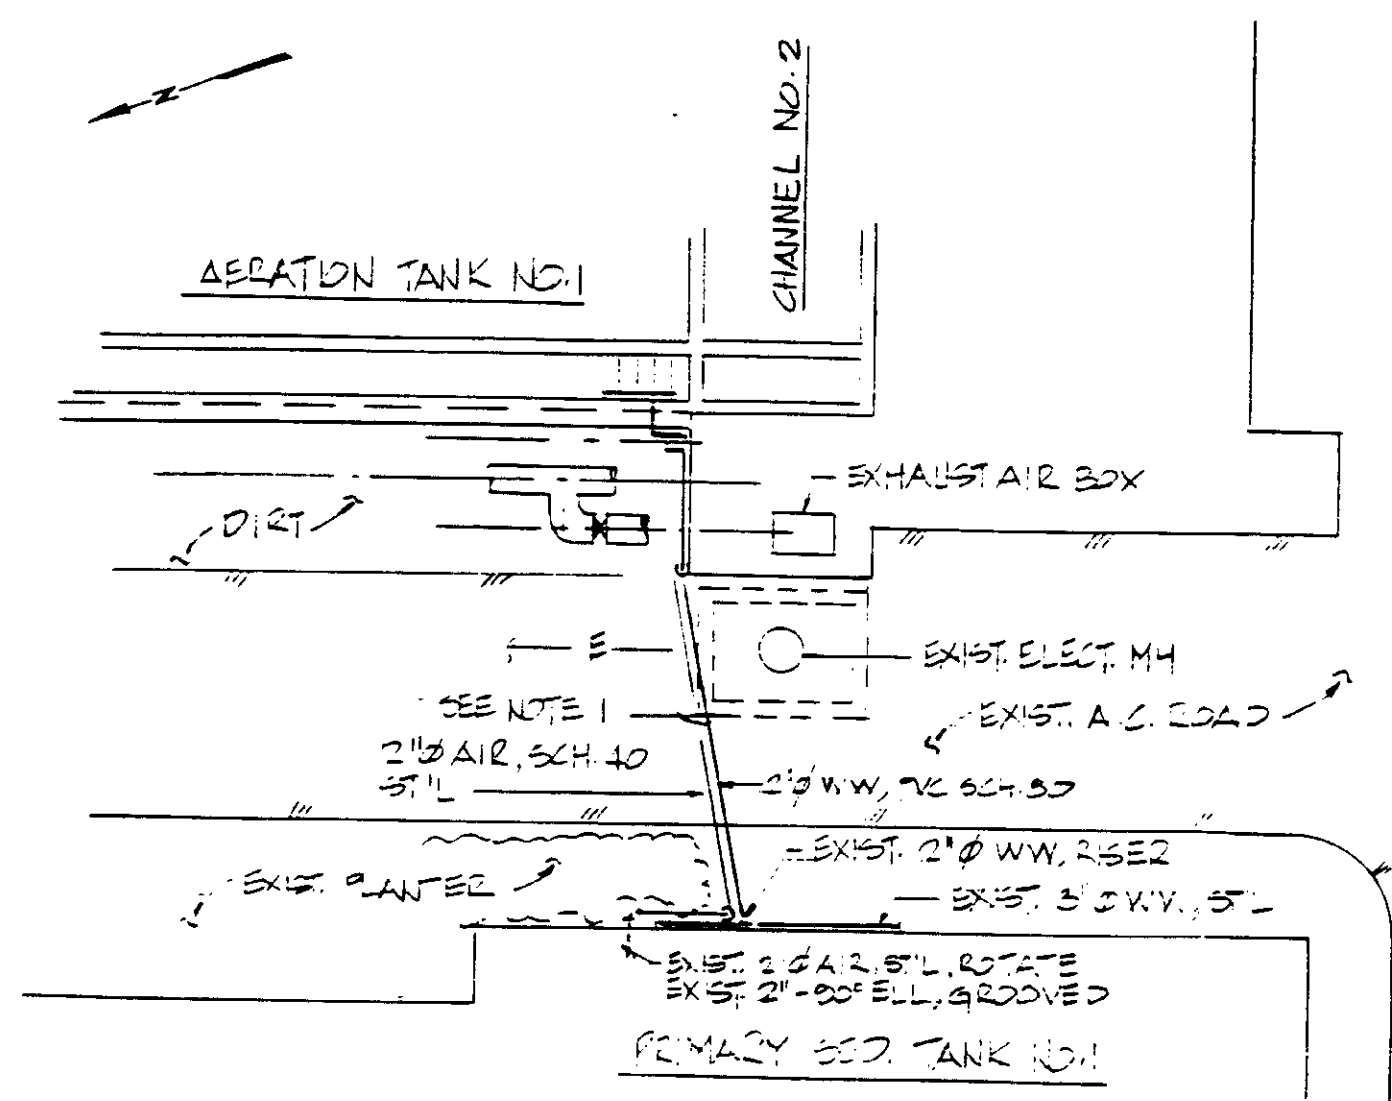 N
CHANNEL NO. 2
AERATION TANK NO. 1
EXHAUST AIR BOX
DIRT
E
EXIST. ELECT. MH
SEE NOTE 1
EXIST. A.C. ROAD
2"Ø AIR, SCH. 40
ST'L
2"Ø WW, PVC SCH. 80
EXIST. 2"Ø WW, RISER
EXIST. PLANTER
EXIST. 3"Ø WW, ST'L
EXIST. 2"Ø AIR, ST'L, ROTATE
EXIST. 2"-90° ELL, GROOVED
PRIMARY SED. TANK NO. 1